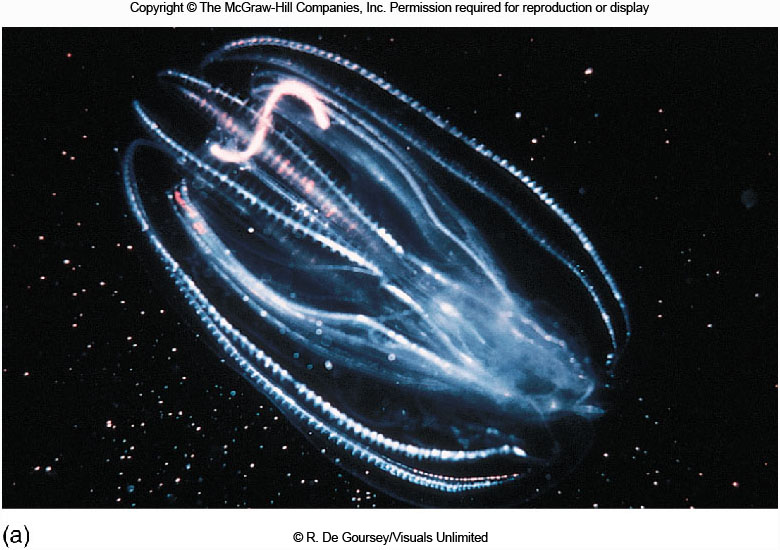 Copyright © The McGraw-Hill Companies, Inc. Permission required for reproduction or display
(a)
© R. De Goursey/Visuals Unlimited